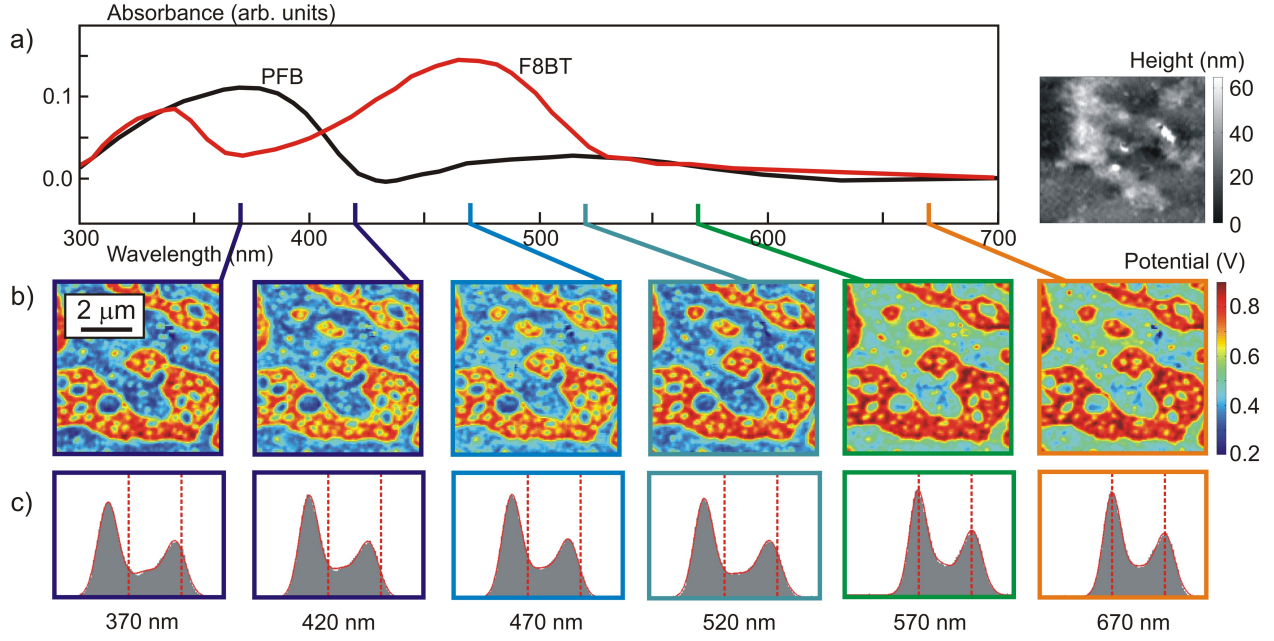 Absorbance (arb. units)
a)
PFB
F8BT
0.1
0.0
300
400
500
600
700
Wavelength (nm)
Height (nm)
60
40
20
0
b)
2 μm
Potential (V)
0.8
0.6
0.4
0.2
c)
370 nm
420 nm
470 nm
520 nm
570 nm
670 nm